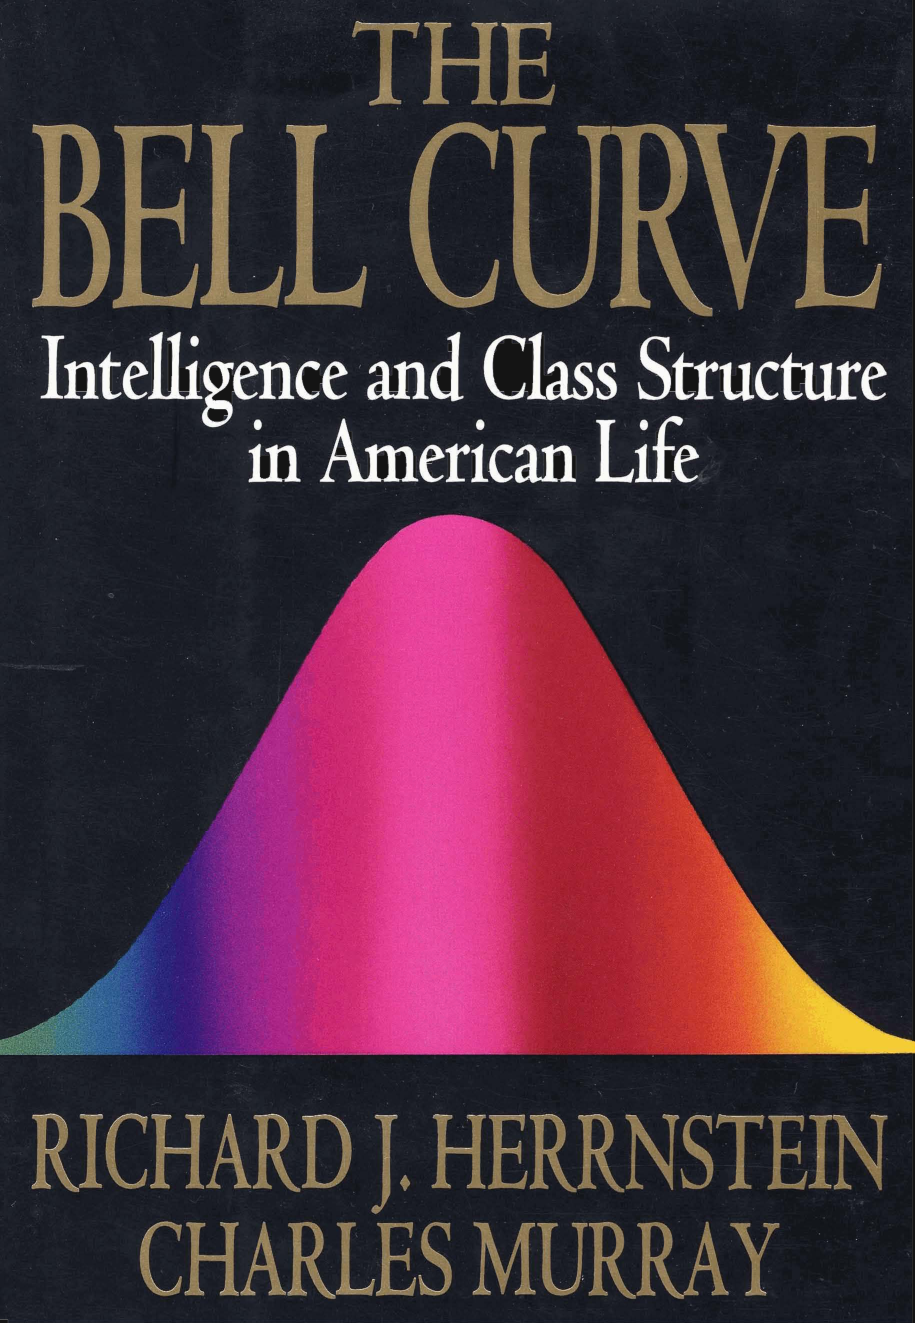 THE
BELL CURVE
Intelligence and Class Structure
in American Life
RICHARD J. HERRNSTEIN
CHARLES MURRAY